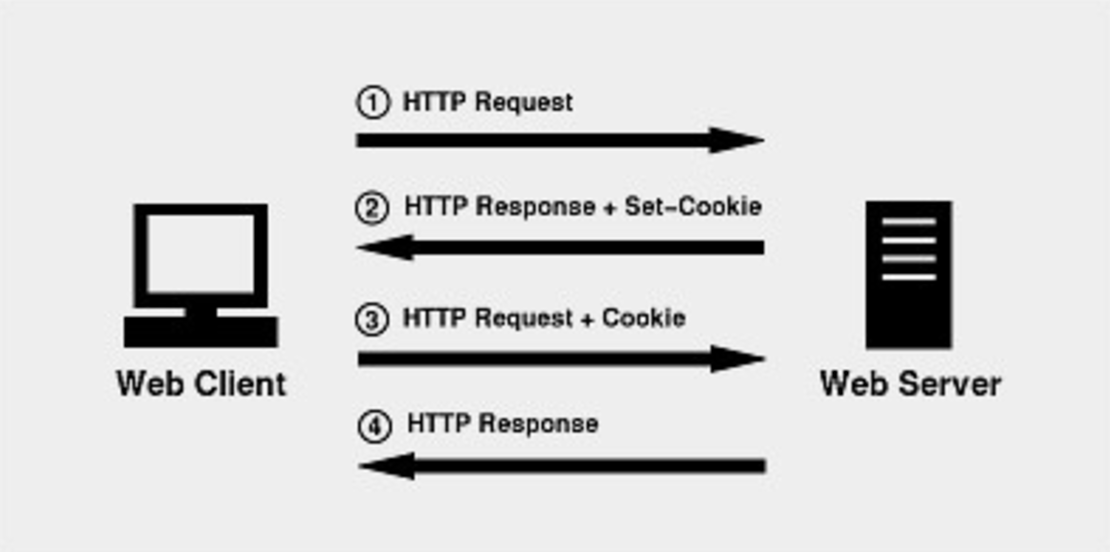 ① HTTP Request
② HTTP Response + Set-Cookie
③ HTTP Request + Cookie
Web Client
Web Server
④ HTTP Response